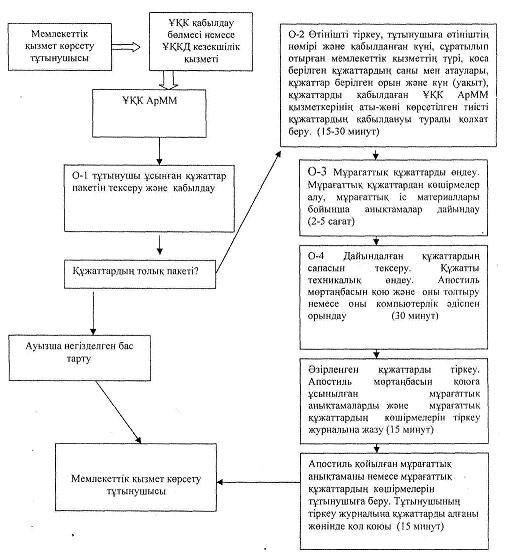 Мемлекеттік
қызмет көрсету
тұтынушысы
ҰҚК қабылдау
бөлмесі немесе
ҰҚКД кезекшілік
қызметі
ҰҚК АрММ
О-1 тұтынушы ұсынған құжаттар
пакетін тексеру және қабылдау
Құжаттардың толық пакеті?
Ауызша негізделген бас
тарту
Мемлекеттік қызмет көрсету
тұтынушысы
О-2 Өтінішті тіркеу, тұтынушыға өтініштің
нөмірі және қабылданған күні, сұратылып
отырған мемлекеттік қызметтің түрі, қоса
берілген құжаттардың саны мен атаулары,
құжаттар берілген орын және күн (уақыт),
құжаттарды қабылдаған ҰҚК АрММ
қызметкерінің аты-жөні көрсетілген тиісті
құжаттардың қабылдануы туралы қолхат
беру. (15-30 минут)
О-3 Мұрағаттық құжаттарды өңдеу.
Мұрағаттық құжаттардан көшірмелер
алу, мұрағаттық іс материалдары
бойынша анықтамалар дайындау
(2-5 сағат)
О-4 Дайындалған құжаттардың
сапасын тексеру. Құжатты
техникалық өңдеу. Апостиль
мөртаңбасын қою және оны толтыру
немесе оны компьютерлік әдіспен
орындау (30 минут)
Әзірленген құжаттарды тіркеу.
Апостиль мөртаңбасын қоюға
ұсынылған мұрағаттық
анықтамаларды және мұрағаттық
құжаттардың көшірмелерін тіркеу
журналына жазу (15 минут)
Апостиль қойылған мұрағаттық
анықтаманы немесе мұрағаттық
құжаттардың көшірмелерін
тұтынушыға беру. Тұтынушының
тіркеу журналына құжаттарды алғаны
жөнінде қол қоюы (15 минут)